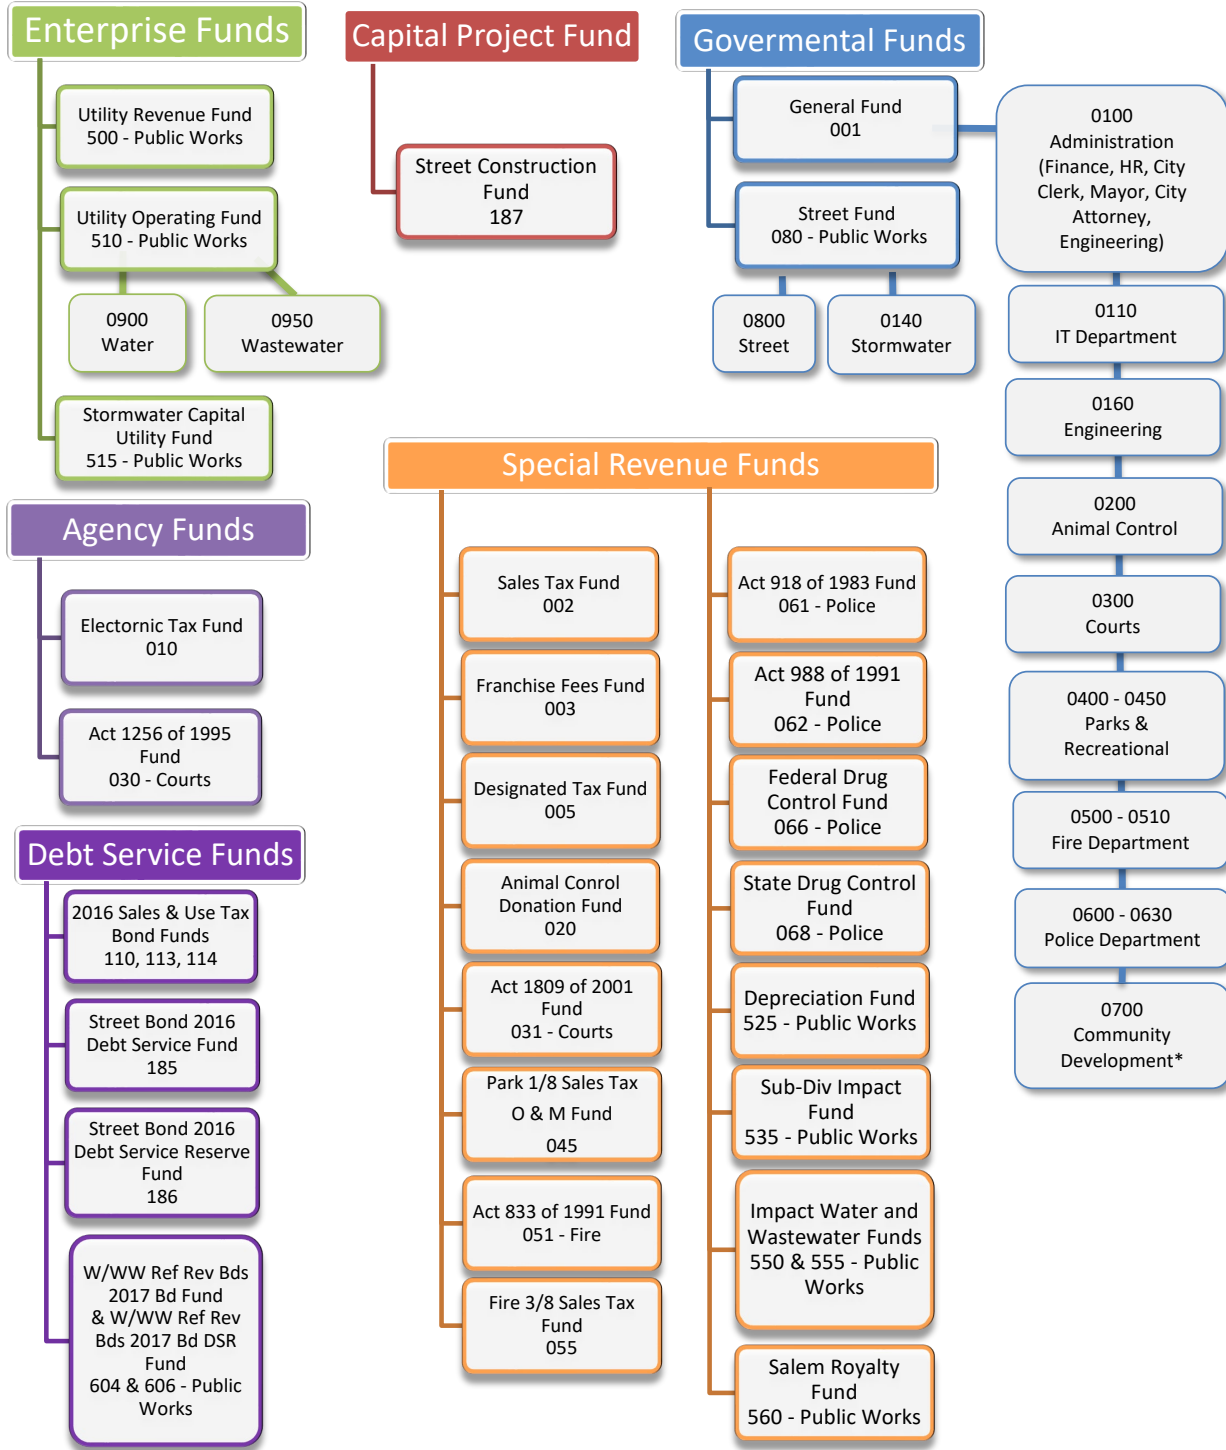 Enterprise Funds
Utility Revenue Fund
500 - Public Works
Utility Operating Fund
510 - Public Works
0900
Water
0950
Wastewater
Stormwater Capital
Utility Fund
515 - Public Works
Agency Funds
Electornic Tax Fund
010
Act 1256 of 1995
Fund
030 - Courts
Debt Service Funds
2016 Sales & Use Tax
Bond Funds
110, 113, 114
Street Bond 2016
Debt Service Fund
185
Street Bond 2016
Debt Service Reserve
Fund
186
W/WW Ref Rev Bds
2017 Bd Fund
& W/WW Ref Rev
Bds 2017 Bd DSR
Fund
604 & 606 - Public
Works
Capital Project Fund
Street Construction
Fund
187
Govermental Funds
General Fund
001
Street Fund
080 - Public Works
0800
Street
0140
Stormwater
0100
Administration
(Finance, HR, City
Clerk, Mayor, City
Attorney,
Engineering)
0110
IT Department
0160
Engineering
0200
Animal Control
0300
Courts
0400 - 0450
Parks &
Recreational
0500 - 0510
Fire Department
0600 - 0630
Police Department
0700
Community
Development*
Special Revenue Funds
Sales Tax Fund
002
Franchise Fees Fund
003
Designated Tax Fund
005
Animal Conrol
Donation Fund
020
Act 1809 of 2001
Fund
031 - Courts
Park 1/8 Sales Tax
O & M Fund
045
Act 833 of 1991 Fund
051 - Fire
Fire 3/8 Sales Tax
Fund
055
Act 918 of 1983 Fund
061 - Police
Act 988 of 1991
Fund
062 - Police
Federal Drug
Control Fund
066 - Police
State Drug Control
Fund
068 - Police
Depreciation Fund
525 - Public Works
Sub-Div Impact
Fund
535 - Public Works
Impact Water and
Wastewater Funds
550 & 555 - Public
Works
Salem Royalty
Fund
560 - Public Works